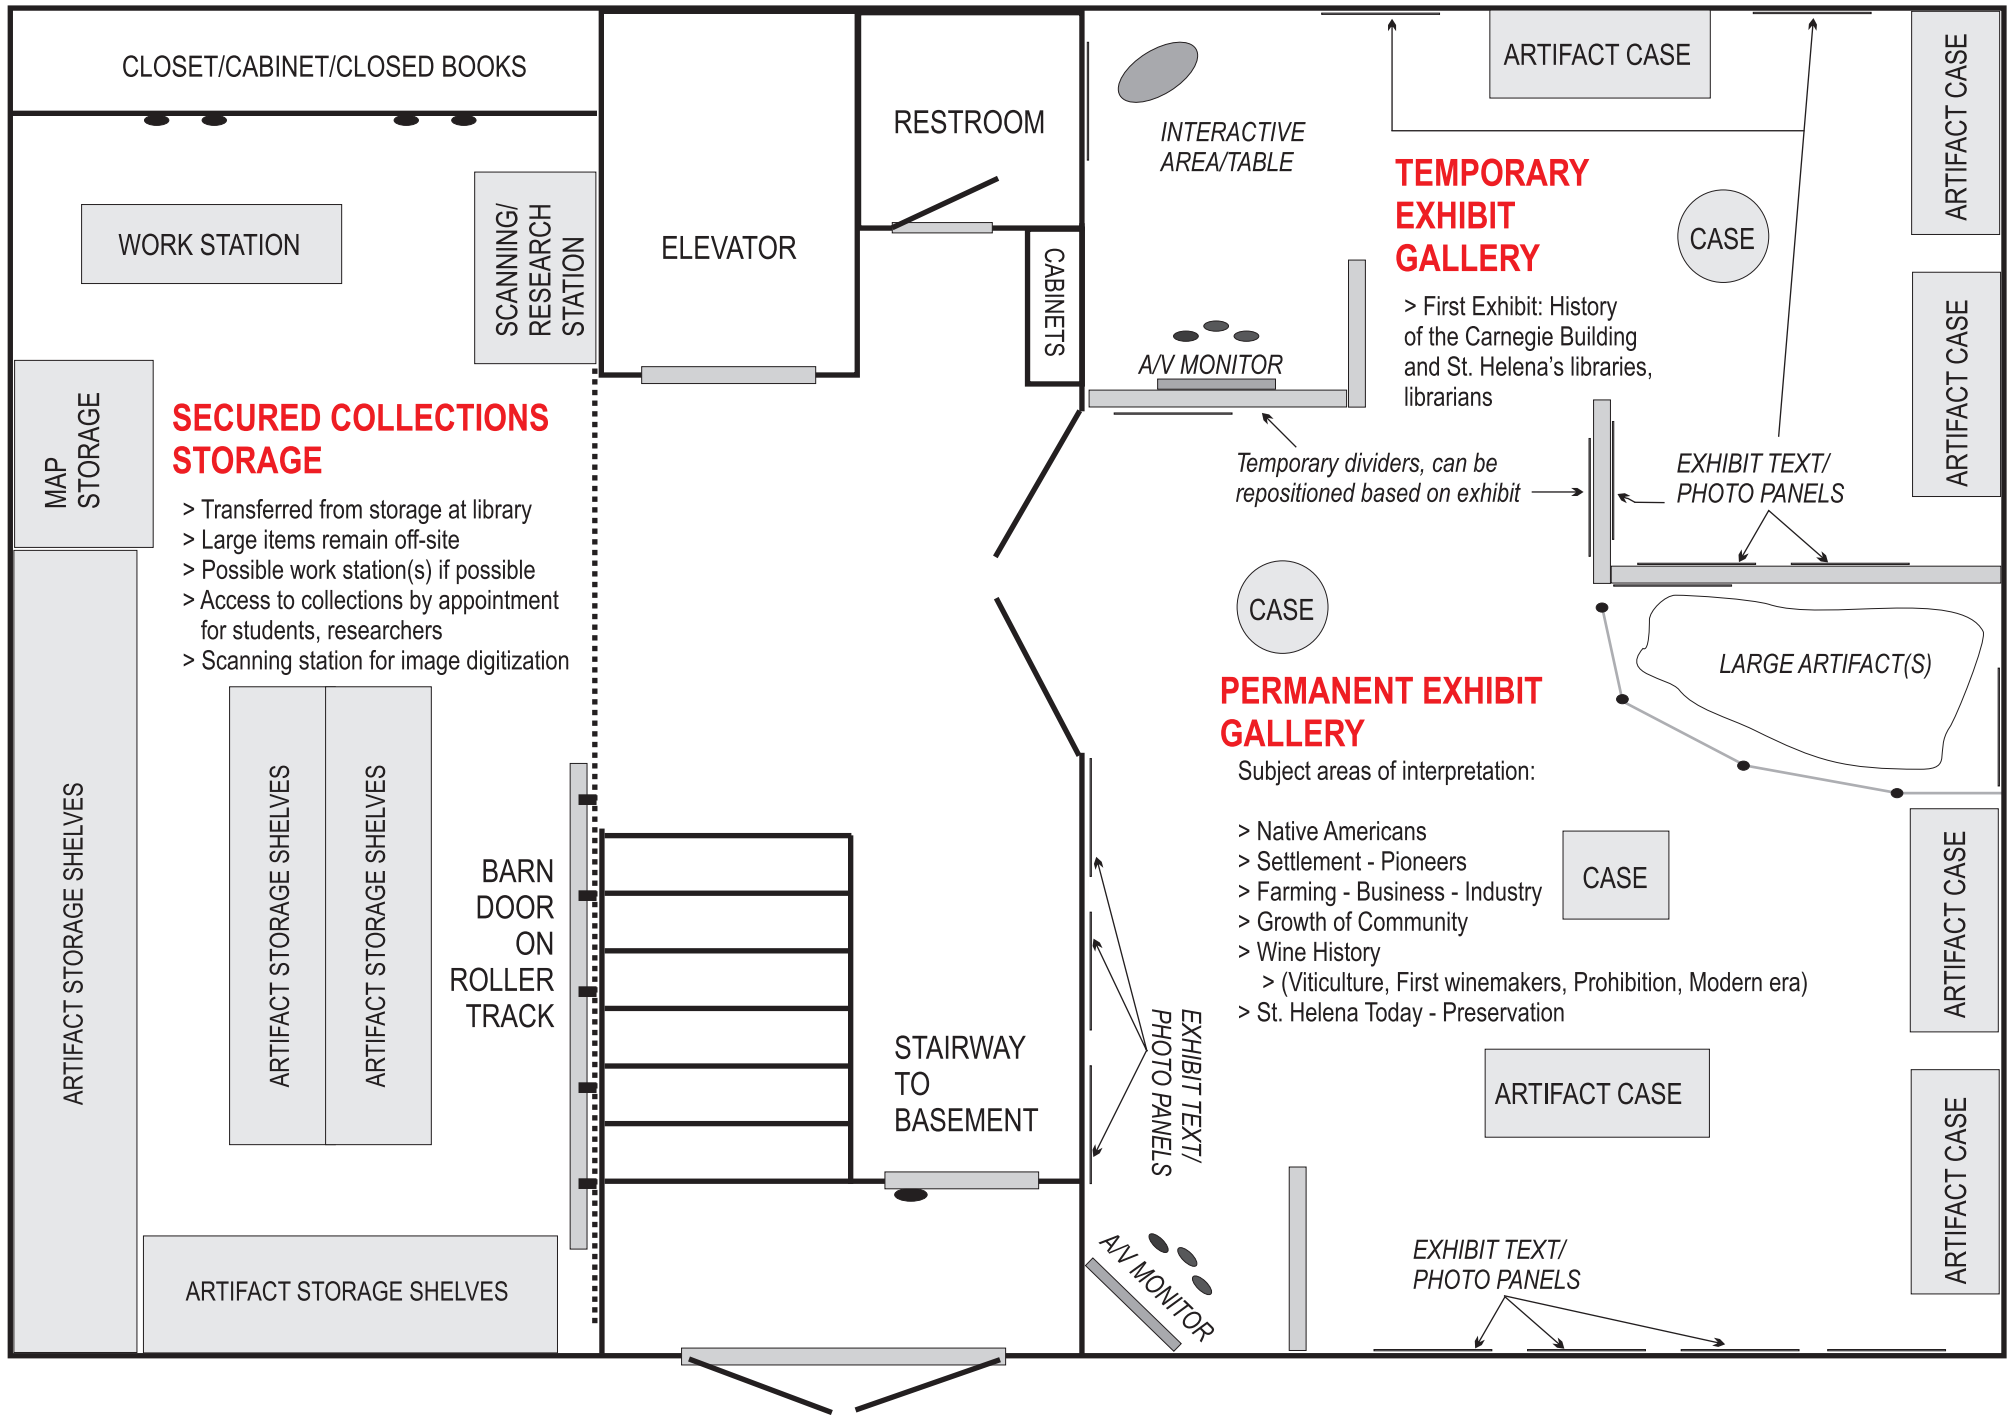 CLOSET/CABINET/CLOSED BOOKS
WORK STATION
SCANNING/
RESEARCH
STATION
MAP
STORAGE
SECURED COLLECTIONS
STORAGE
> Transferred from storage at library
> Large items remain off-site
> Possible work station(s) if possible
> Access to collections by appointment
for students, researchers
> Scanning station for image digitization
ARTIFACT STORAGE SHELVES
ARTIFACT STORAGE SHELVES
ARTIFACT STORAGE SHELVES
BARN
DOOR
ON
ROLLER
TRACK
ARTIFACT STORAGE SHELVES
ELEVATOR
RESTROOM
CABINETS
STAIRWAY
TO
BASEMENT
INTERACTIVE
AREA/TABLE
ARTIFACT CASE
ARTIFACT CASE
TEMPORARY
EXHIBIT
GALLERY
CASE
> First Exhibit: History
of the Carnegie Building
and St. Helena's libraries,
librarians
ARTIFACT CASE
A/V MONITOR
Temporary dividers, can be
repositioned based on exhibit
EXHIBIT TEXT/
PHOTO PANELS
CASE
LARGE ARTIFACT(S)
PERMANENT EXHIBIT
GALLERY
Subject areas of interpretation:
> Native Americans
> Settlement - Pioneers
> Farming - Business - Industry
> Growth of Community
> Wine History
> (Viticulture, First winemakers, Prohibition, Modern era)
> St. Helena Today - Preservation
CASE
ARTIFACT CASE
EXHIBIT TEXT/
PHOTO PANELS
ARTIFACT CASE
ARTIFACT CASE
A/V MONITOR
EXHIBIT TEXT/
PHOTO PANELS